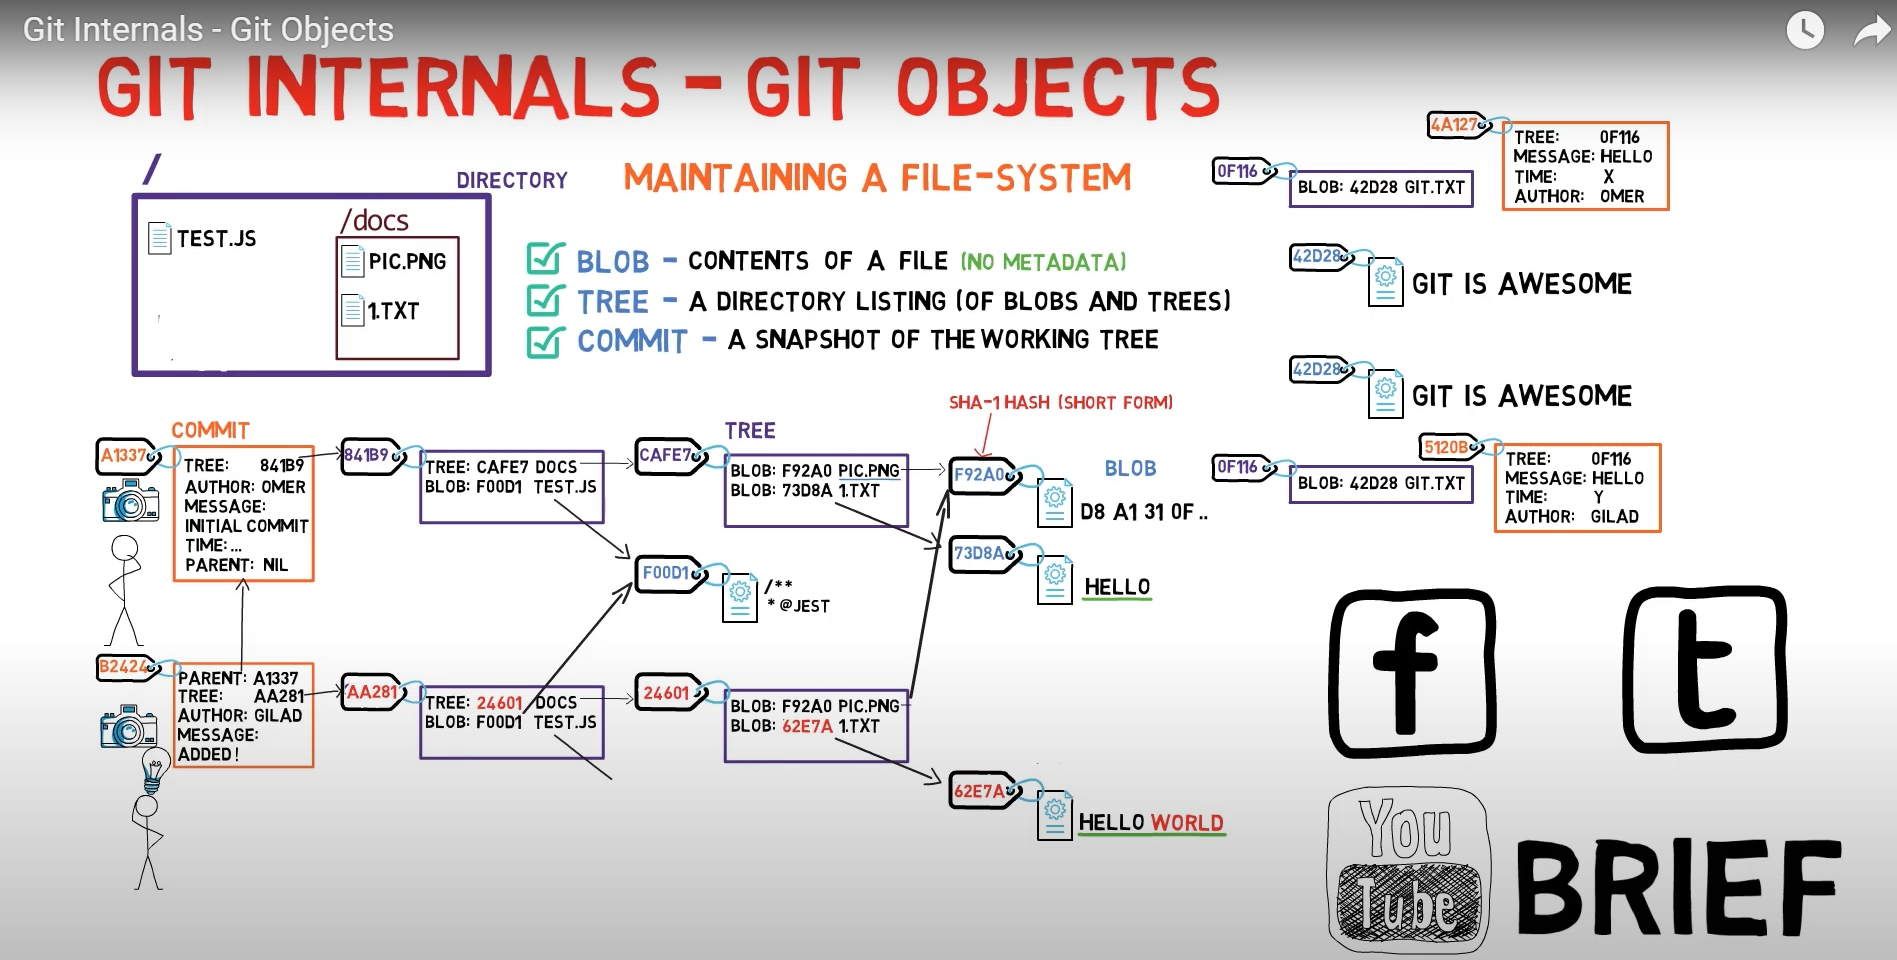 Git Internals - Git Objects
GIT INTERNALS - GIT OBJECTS
/
DIRECTORY
TEST.JS
/docs
PIC.PNG
1.TXT
MAINTAINING A FILE-SYSTEM
BLOB - CONTENTS OF A FILE (NO METADATA)
TREE - A DIRECTORY LISTING (OF BLOBS AND TREES)
COMMIT - A SNAPSHOT OF THE WORKING TREE
4A127
TREE: 0F116
MESSAGE: HELLO
TIME: X
AUTHOR: OMER
0F116
BLOB: 42D28 GIT.TXT
42D28
GIT IS AWESOME
42D28
GIT IS AWESOME
5120B
TREE: 0F116
MESSAGE: HELLO
TIME: Y
AUTHOR: GILAD
0F116
BLOB: 42D28 GIT.TXT
SHA-1 HASH (SHORT FORM)
COMMIT
A1337
TREE: 841B9
AUTHOR: OMER
MESSAGE:
INITIAL COMMIT
TIME: ...
PARENT: NIL
841B9
TREE: CAFE7 DOCS
BLOB: F00D1 TEST.JS
TREE
CAFE7
BLOB: F92A0 PIC.PNG
BLOB: 73D8A 1.TXT
F92A0
BLOB
D8 A1 31 0F ..
73D8A
HELLO
F00D1
/**
* @JEST
B2424
PARENT: A1337
TREE: AA281
AUTHOR: GILAD
MESSAGE:
ADDED!
AA281
TREE: 24601 DOCS
BLOB: F00D1 TEST.JS
24601
BLOB: F92A0 PIC.PNG
BLOB: 62E7A 1.TXT
62E7A
HELLO WORLD
f
t
You
Tube
BRIEF